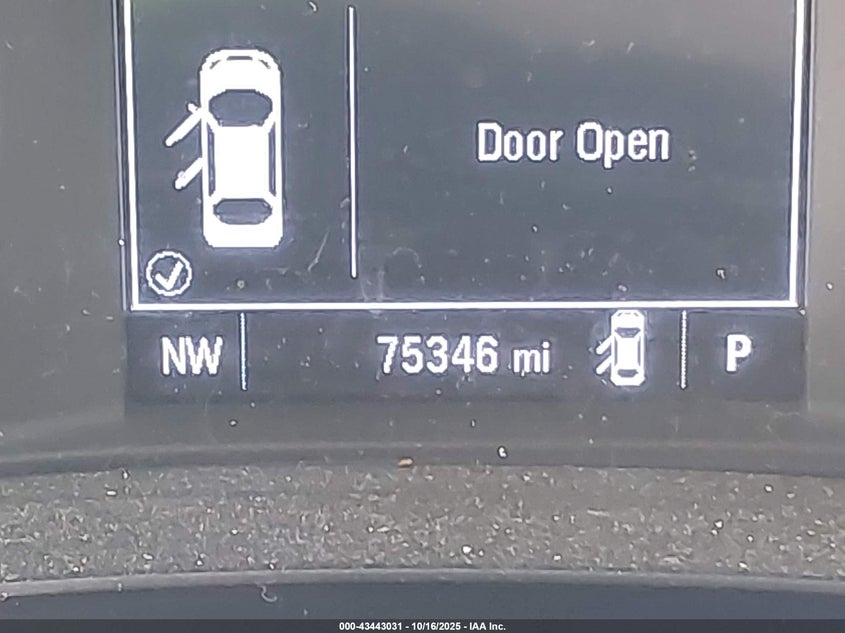 Door Open
NW 75346 mi P
000-43443031 - 10/16/2025 - IAA Inc.